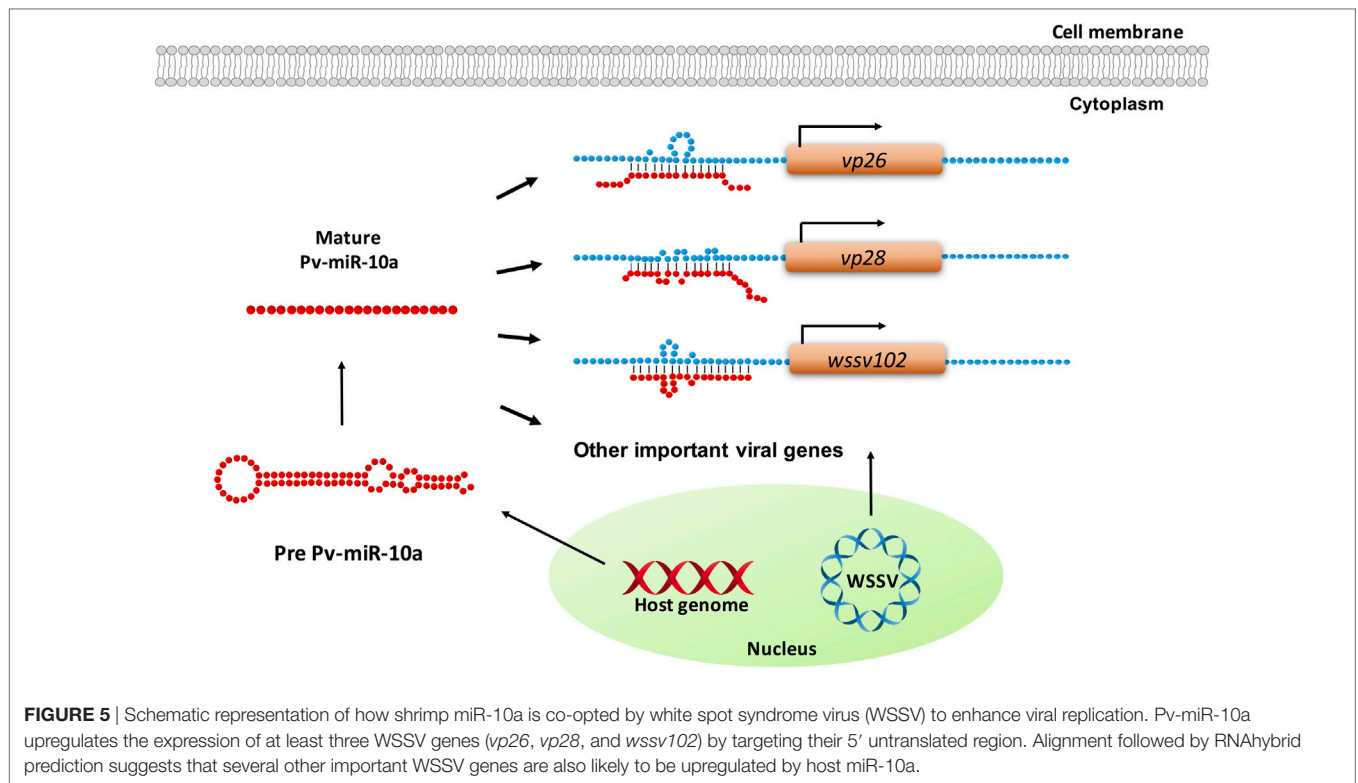 Cell membrane
Cytoplasm
vp26
Mature
Pv-miR-10a
vp28
wssv102
Other important viral genes
Pre Pv-miR-10a
WSSV
Host genome
Nucleus
FIGURE 5 | Schematic representation of how shrimp miR-10a is co-opted by white spot syndrome virus (WSSV) to enhance viral replication. Pv-miR-10a
upregulates the expression of at least three WSSV genes (vp26, vp28, and wssv102) by targeting their 5′ untranslated region. Alignment followed by RNAhybrid
prediction suggests that several other important WSSV genes are also likely to be upregulated by host miR-10a.